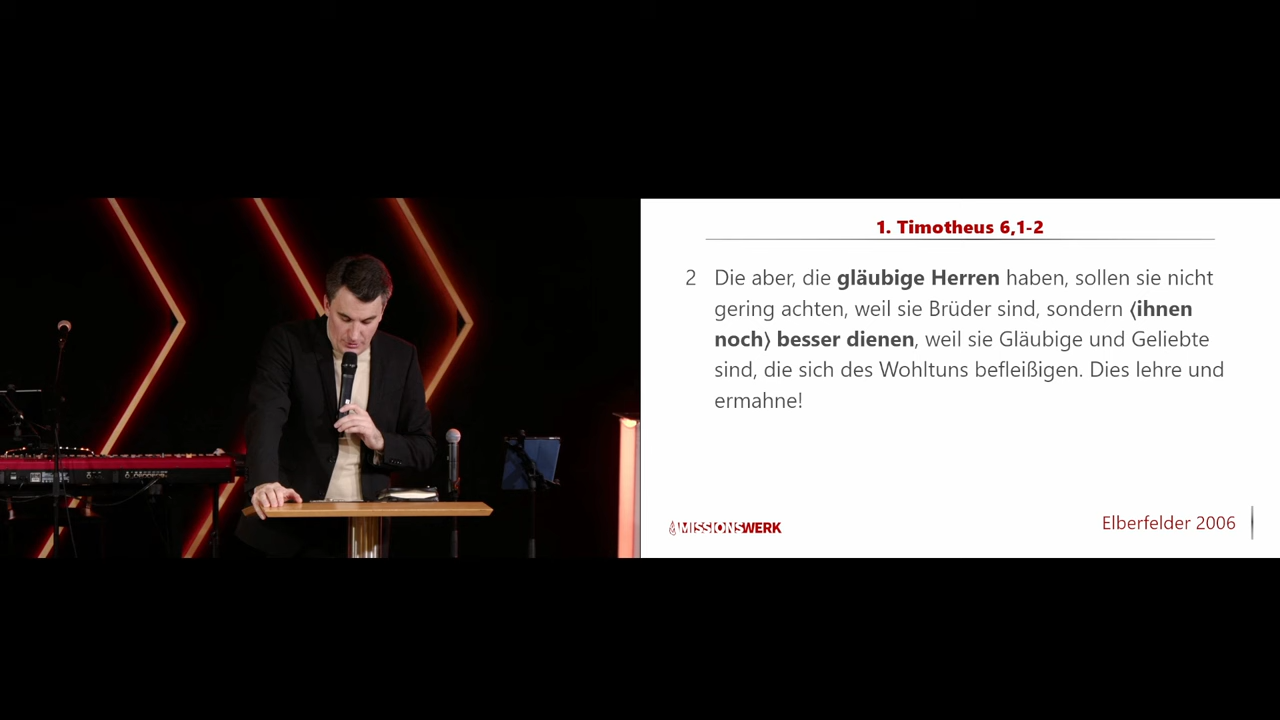 1. Timotheus 6,1-2
2 Die aber, die gläubige Herren haben, sollen sie nicht
gering achten, weil sie Brüder sind, sondern ⟨ihnen
noch⟩ besser dienen, weil sie Gläubige und Geliebte
sind, die sich des Wohltuns befleißigen. Dies lehre und
ermahne!
MISSIONSWERK
Elberfelder 2006